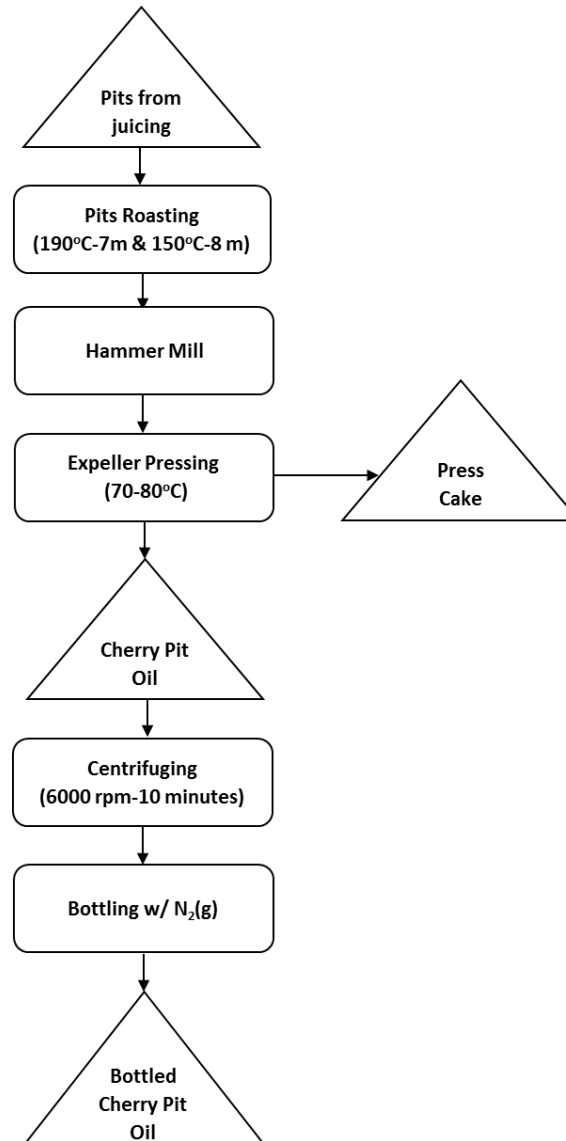 Pits from
juicing
Pits Roasting
(190°C-7m & 150°C-8 m)
Hammer Mill
Expeller Pressing
(70-80°C)
Press
Cake
Cherry Pit
Oil
Centrifuging
(6000 rpm-10 minutes)
Bottling w/ N₂(g)
Bottled
Cherry Pit
Oil